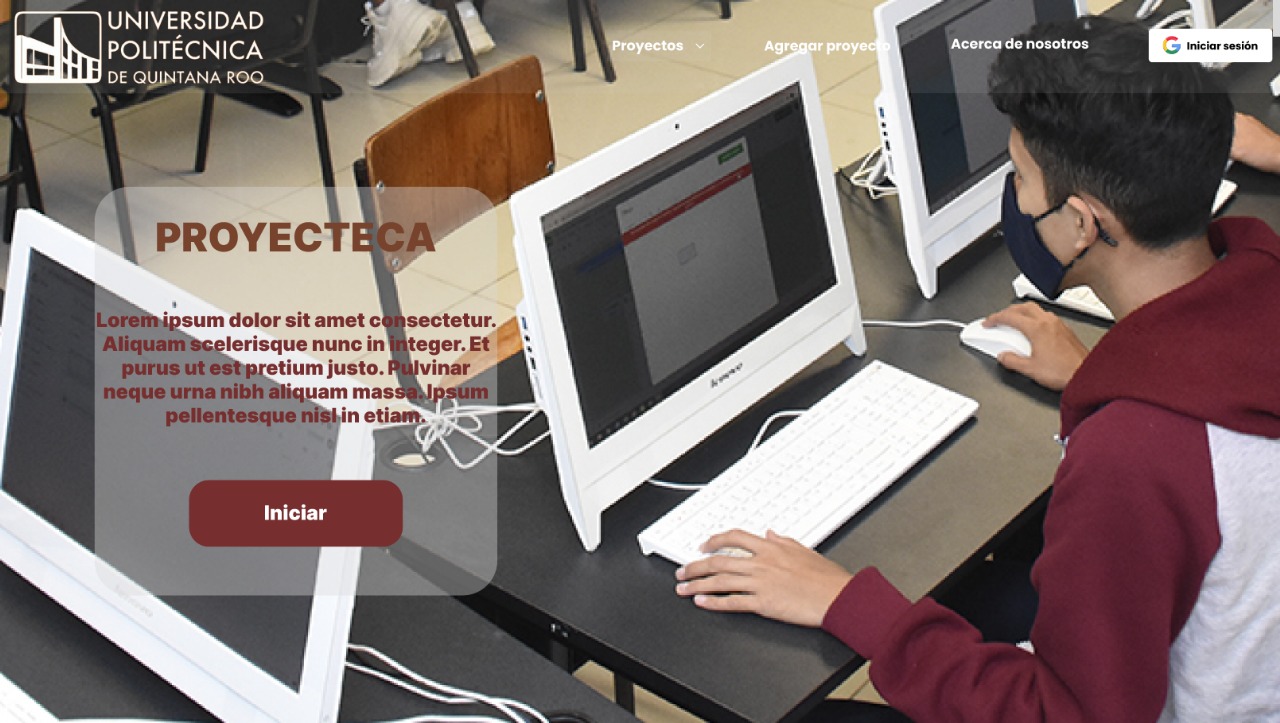 UNIVERSIDAD
POLITÉCNICA
DE QUINTANA ROO
Proyectos
Agregar proyecto
Acerca de nosotros
Iniciar sesión
PROYECTECA
Lorem ipsum dolor sit amet consectetur.
Aliquam scelerisque nunc in integer. Et
purus ut est pretium justo. Pulvinar
neque urna nibh aliquam massa. Ipsum
pellentesque nisl in etiam.
Iniciar